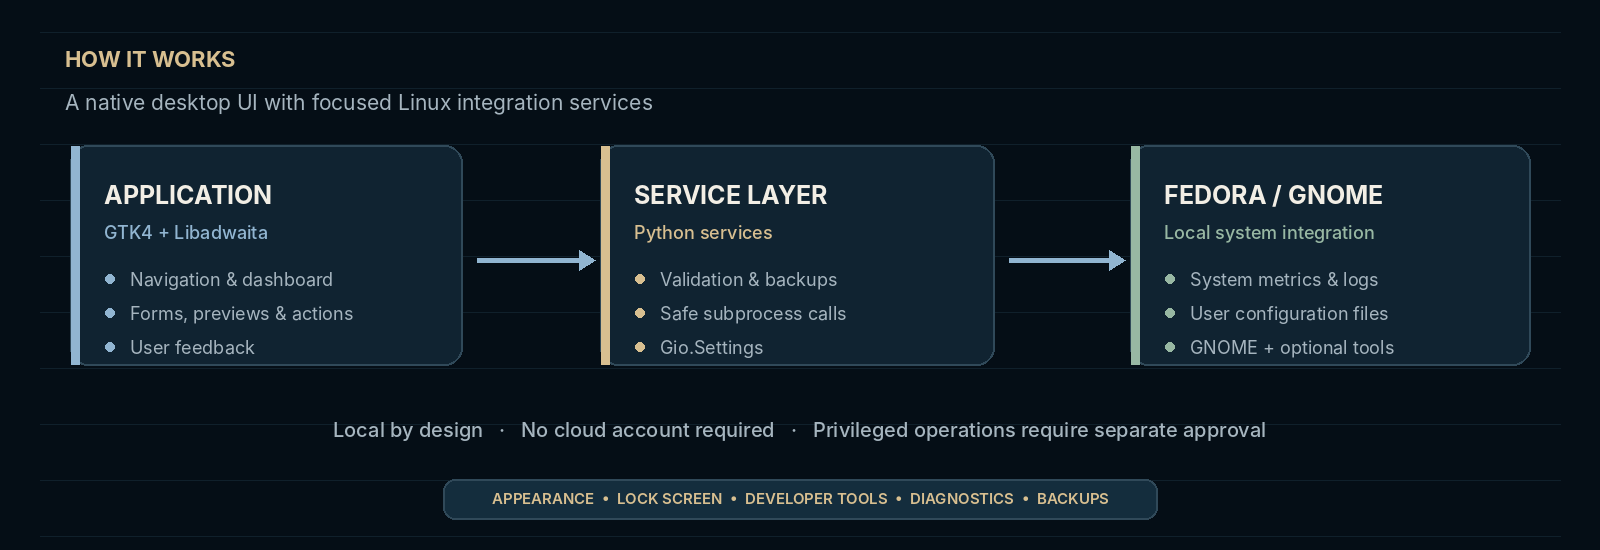 HOW IT WORKS
A native desktop UI with focused Linux integration services
APPLICATION
GTK4 + Libadwaita
Navigation & dashboard
Forms, previews & actions
User feedback
SERVICE LAYER
Python services
Validation & backups
Safe subprocess calls
Gio.Settings
FEDORA / GNOME
Local system integration
System metrics & logs
User configuration files
GNOME + optional tools
Local by design · No cloud account required · Privileged operations require separate approval
APPEARANCE • LOCK SCREEN • DEVELOPER TOOLS • DIAGNOSTICS • BACKUPS